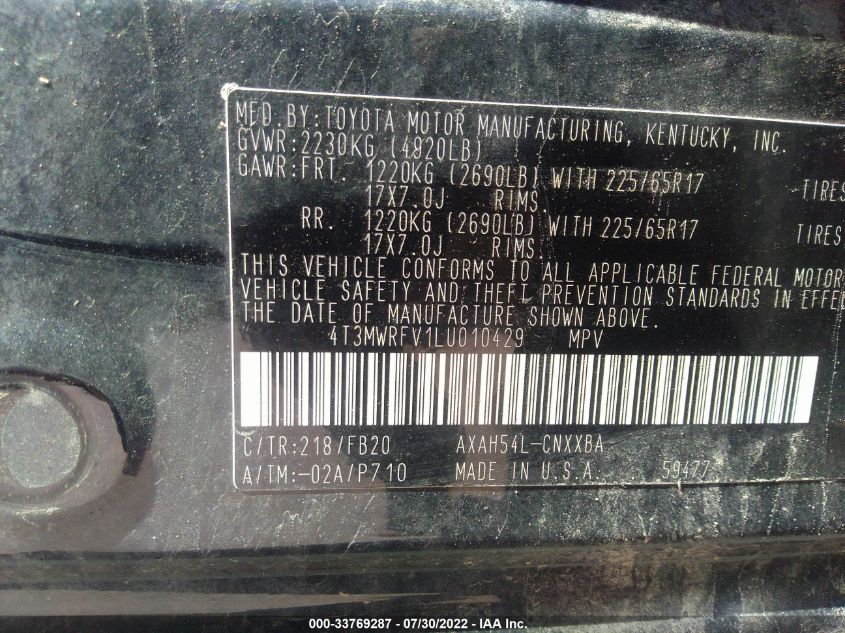 MFD.BY:TOYOTA MOTOR MANUFACTURING, KENTUCKY, INC.
GVWR:2230KG (4920LB)
GAWR:FRT. 1220KG (2690LB) WITH 225/65R17 TIRES
17X7.0J RIMS.
RR. 1220KG (2690LB) WITH 225/65R17 TIRES
17X7.0J RIMS.
THIS VEHICLE CONFORMS TO ALL APPLICABLE FEDERAL MOTOR
VEHICLE SAFETY AND THEFT PREVENTION STANDARDS IN EFFE
THE DATE OF MANUFACTURE SHOWN ABOVE.
4T3MWRFV1LU010429 MPV
C/TR:218/FB20 AXAH54L-CNXXBA
A/TM:-02A/P710 MADE IN U.S.A. 59477
000-33769287 - 07/30/2022 - IAA Inc.